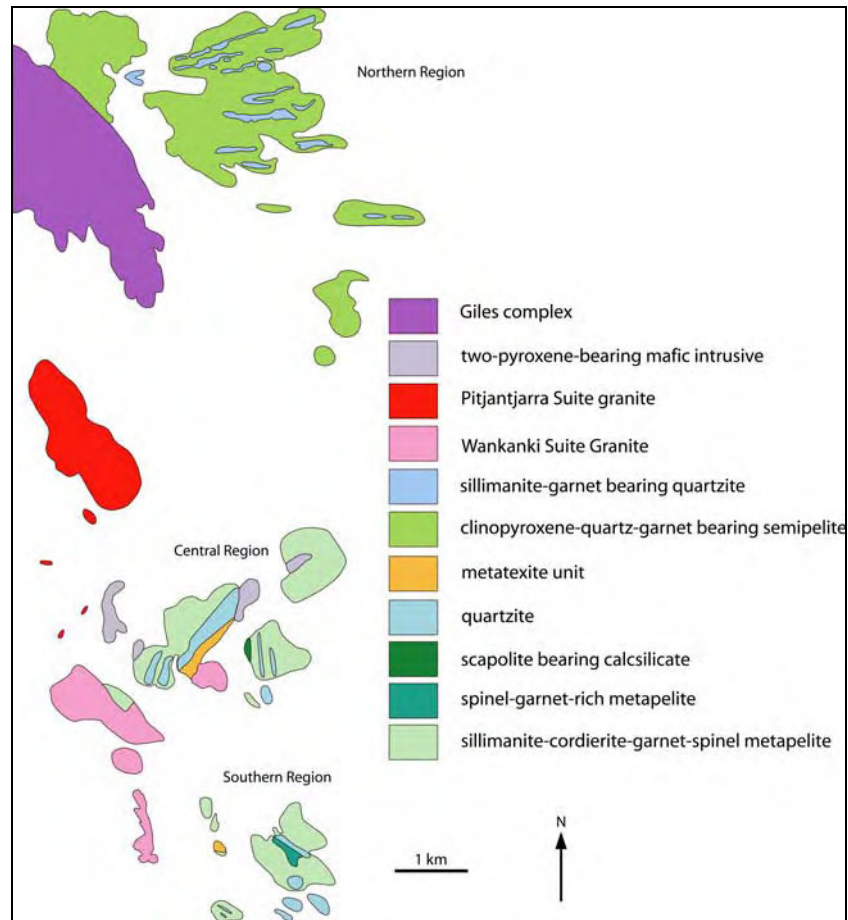 Northern Region
Giles complex
two-pyroxene-bearing mafic intrusive
Pitjantjarra Suite granite
Wankanki Suite Granite
sillimanite-garnet bearing quartzite
clinopyroxene-quartz-garnet bearing semipelite
metatexite unit
quartzite
scapolite bearing calcsilicate
spinel-garnet-rich metapelite
sillimanite-cordierite-garnet-spinel metapelite
Central Region
Southern Region
1 km
N